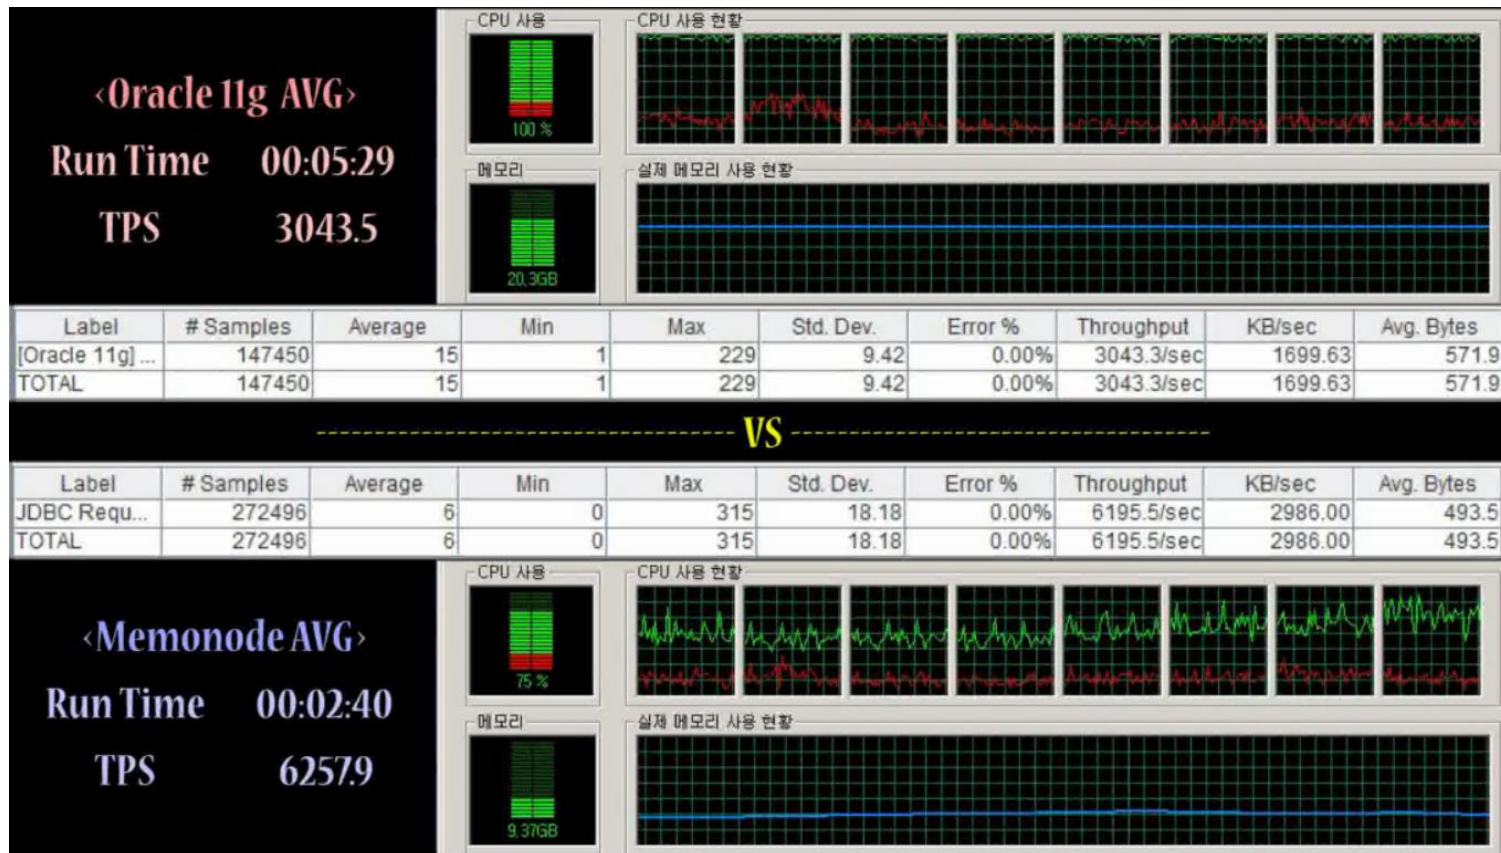 <Oracle 11g AVG>
Run Time 00:05:29
TPS 3043.5
CPU 사용
100 %
CPU 사용 현황
메모리
20,3GB
실제 메모리 사용 현황
Label # Samples Average Min Max Std. Dev. Error % Throughput KB/sec Avg. Bytes
[Oracle 11g] ... 147450 15 1 229 9.42 0.00% 3043.3/sec 1699.63 571.9
TOTAL 147450 15 1 229 9.42 0.00% 3043.3/sec 1699.63 571.9
VS
Label # Samples Average Min Max Std. Dev. Error % Throughput KB/sec Avg. Bytes
JDBC Requ... 272496 6 0 315 18.18 0.00% 6195.5/sec 2986.00 493.5
TOTAL 272496 6 0 315 18.18 0.00% 6195.5/sec 2986.00 493.5
<Memonode AVG>
Run Time 00:02:40
TPS 6257.9
CPU 사용
75 %
CPU 사용 현황
메모리
9,37GB
실제 메모리 사용 현황